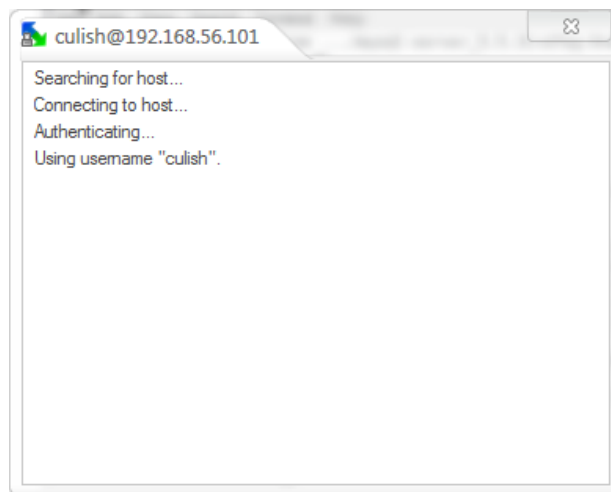 culish@192.168.56.101
Searching for host...
Connecting to host...
Authenticating...
Using username "culish".